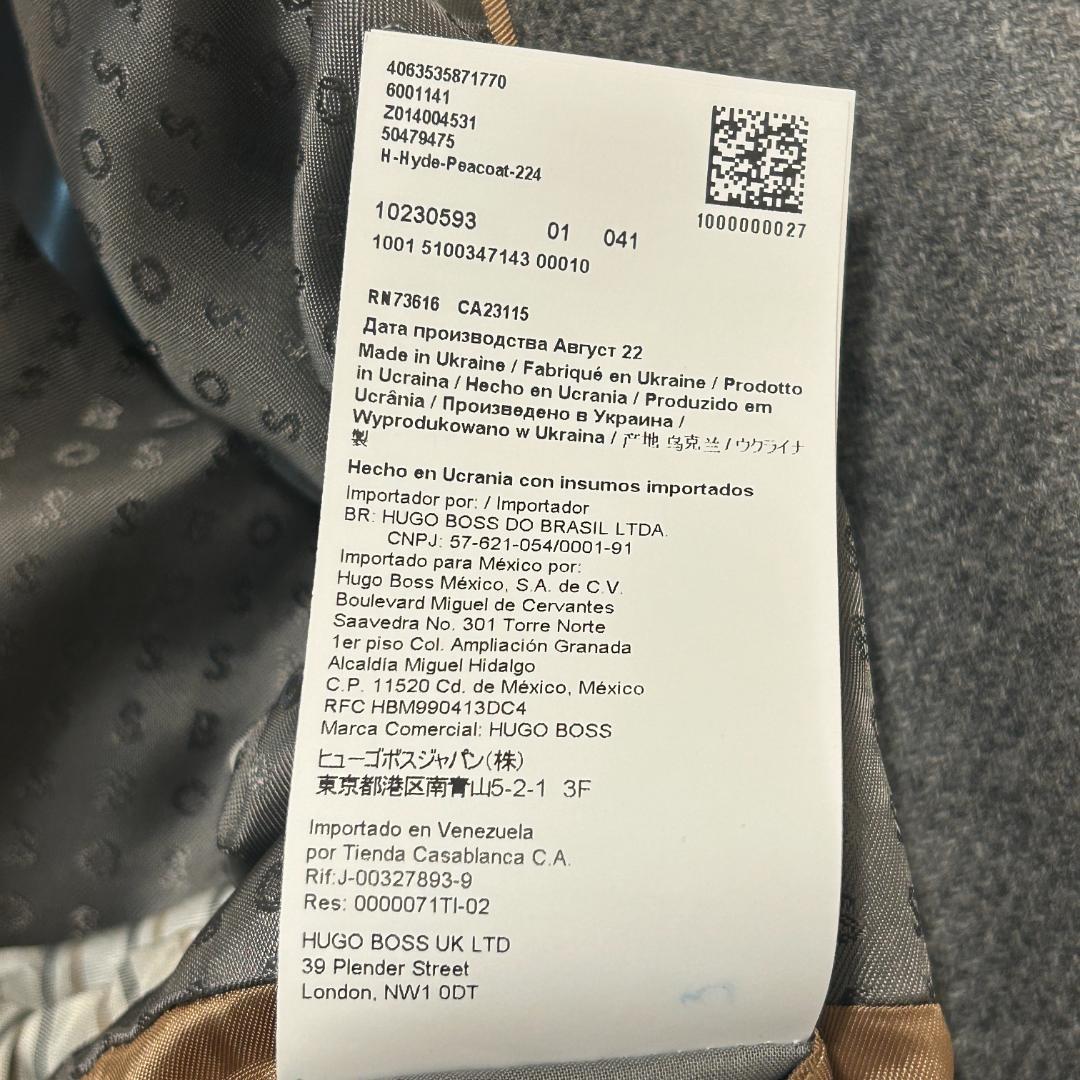 4063535871770
6001141
Z014004531
50479475
H-Hyde-Peacoat-224
1000000027
10230593 01 041
1001 5100347143 00010
RN73616 CA23115
Дата производства Август 22
Made in Ukraine / Fabriqué en Ukraine / Prodotto
in Ucraina / Hecho en Ucrania / Produzido em
Ucrânia / Произведено в Украина /
Wyprodukowano w Ukraina / 产地 乌克兰 / ウクライナ
製
Hecho en Ucrania con insumos importados
Importador por: / Importador
BR: HUGO BOSS DO BRASIL LTDA.
CNPJ: 57-621-054/0001-91
Importado para México por:
Hugo Boss México, S.A. de C.V.
Boulevard Miguel de Cervantes
Saavedra No. 301 Torre Norte
1er piso Col. Ampliación Granada
Alcaldía Miguel Hidalgo
C.P. 11520 Cd. de México, México
RFC HBM990413DC4
Marca Comercial: HUGO BOSS
ヒューゴボスジャパン(株)
東京都港区南青山5-2-1 3F
Importado en Venezuela
por Tienda Casablanca C.A.
Rif:J-00327893-9
Res: 0000071TI-02
HUGO BOSS UK LTD
39 Plender Street
London, NW1 0DT